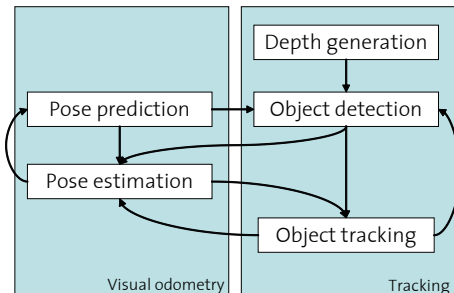 Depth generation
Pose prediction
Object detection
Pose estimation
Object tracking
Visual odometry
Tracking